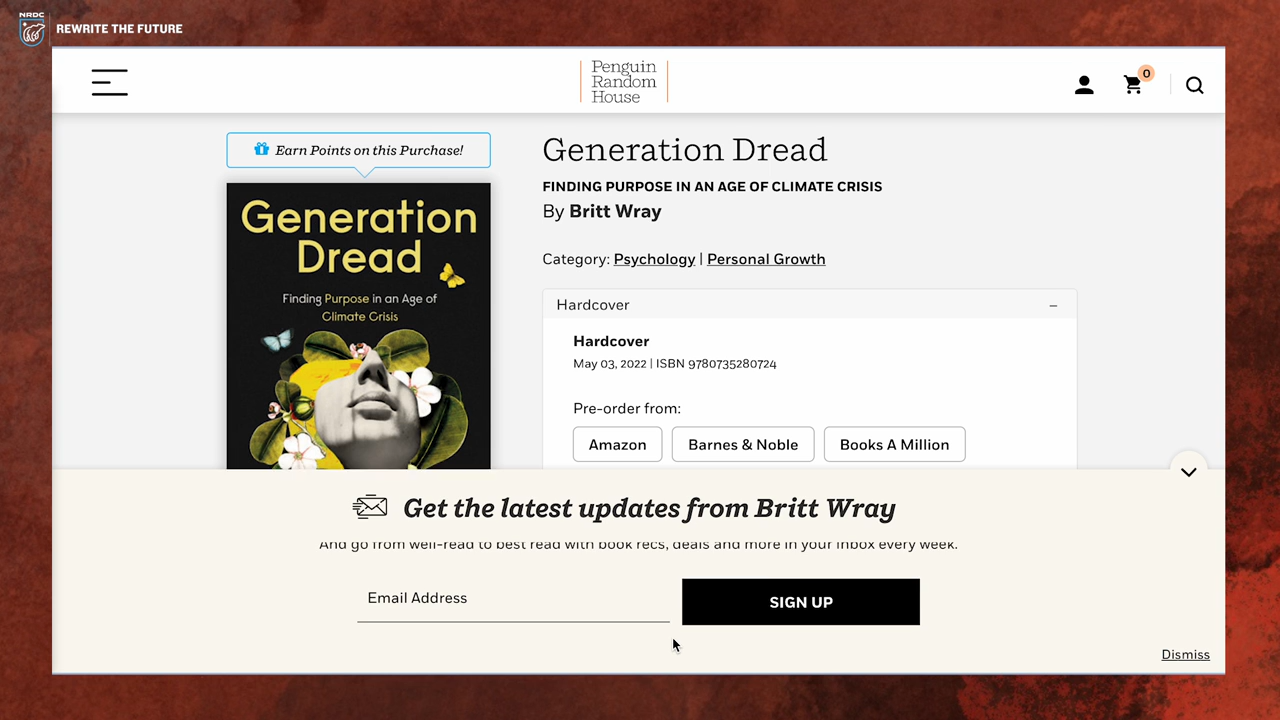 NRDC
REWRITE THE FUTURE
Penguin
Random
House
0
Earn Points on this Purchase!
Generation Dread
FINDING PURPOSE IN AN AGE OF CLIMATE CRISIS
By Britt Wray
Category: Psychology | Personal Growth
Generation
Dread
Finding Purpose in an Age of
Climate Crisis
Hardcover
Hardcover
May 03, 2022 | ISBN 9780735280724
Pre-order from:
Amazon
Barnes & Noble
Books A Million
Get the latest updates from Britt Wray
And go from well-read to best read with book recs, deals and more in your inbox every week.
Email Address
SIGN UP
Dismiss